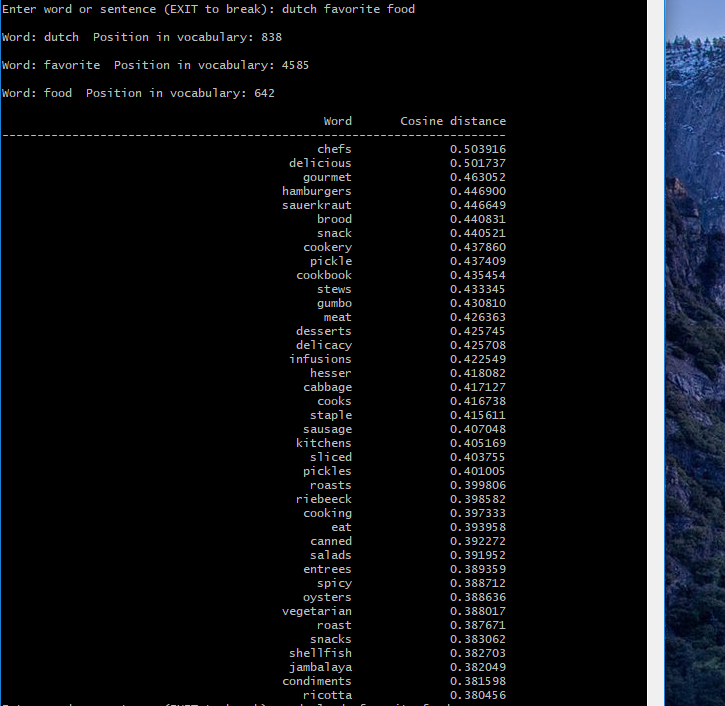 Enter word or sentence (EXIT to break): dutch favorite food
Word: dutch  Position in vocabulary: 838
Word: favorite  Position in vocabulary: 4585
Word: food  Position in vocabulary: 642
Word       Cosine distance
------------------------------------------------------------------------
chefs              0.503916
delicious              0.501737
gourmet              0.463052
hamburgers              0.446900
sauerkraut              0.446649
brood              0.440831
snack              0.440521
cookery              0.437860
pickle              0.437409
cookbook              0.435454
stews              0.433345
gumbo              0.430810
meat              0.426363
desserts              0.425745
delicacy              0.425708
infusions              0.422549
hesser              0.418082
cabbage              0.417127
cooks              0.416738
staple              0.415611
sausage              0.407048
kitchens              0.405169
sliced              0.403755
pickles              0.401005
roasts              0.399806
riebeeck              0.398582
cooking              0.397333
eat              0.393958
canned              0.392272
salads              0.391952
entrees              0.389359
spicy              0.388712
oysters              0.388636
vegetarian              0.388017
roast              0.387671
snacks              0.383062
shellfish              0.382703
jambalaya              0.382049
condiments              0.381598
ricotta              0.380456